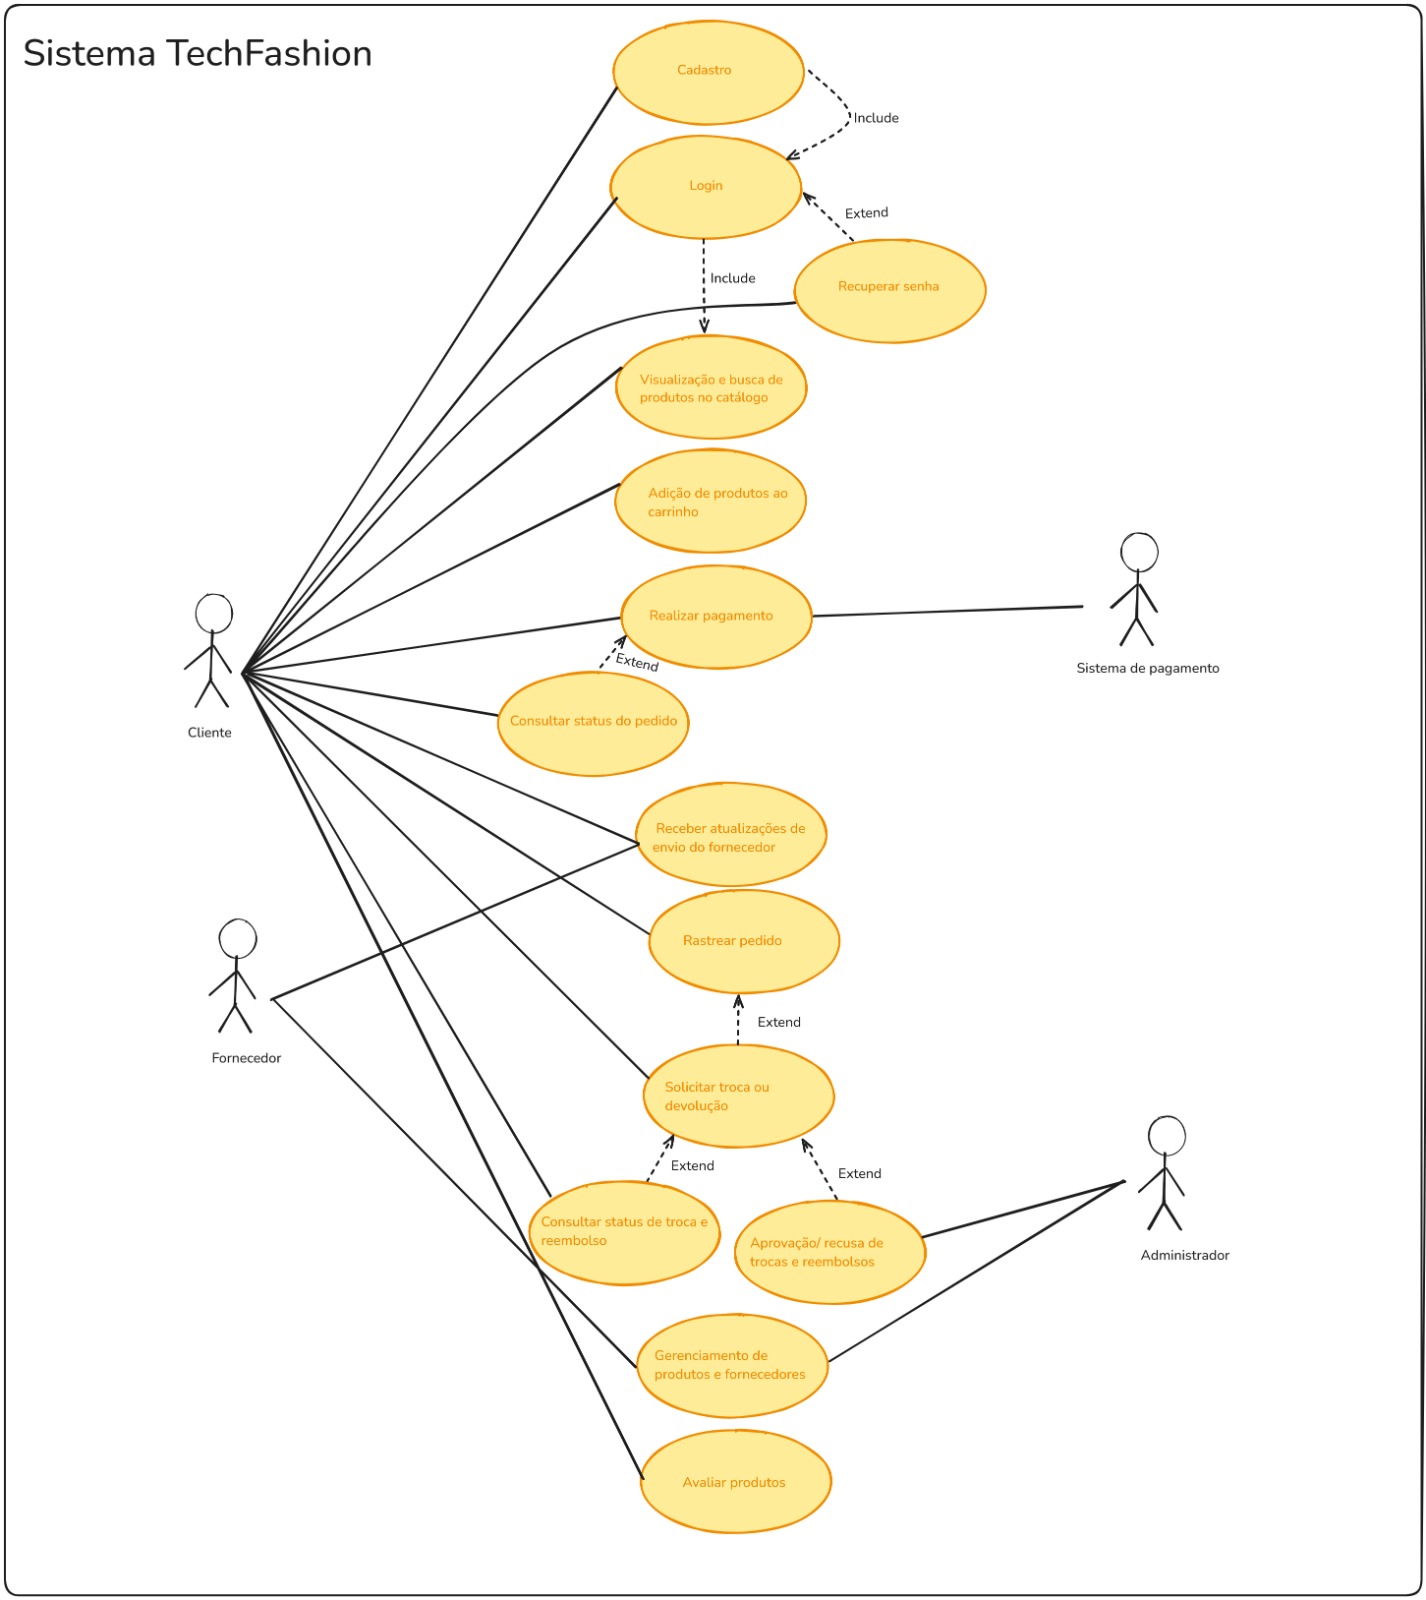 Sistema TechFashion
Cadastro
Include
Login
Extend
Include
Recuperar senha
Visualização e busca de
produtos no catálogo
Adição de produtos ao
carrinho
Realizar pagamento
Extend
Sistema de pagamento
Consultar status do pedido
Cliente
Receber atualizações de
envio do fornecedor
Rastrear pedido
Extend
Fornecedor
Solicitar troca ou
devolução
Extend
Extend
Consultar status de troca e
reembolso
Aprovação/ recusa de
trocas e reembolsos
Administrador
Gerenciamento de
produtos e fornecedores
Avaliar produtos